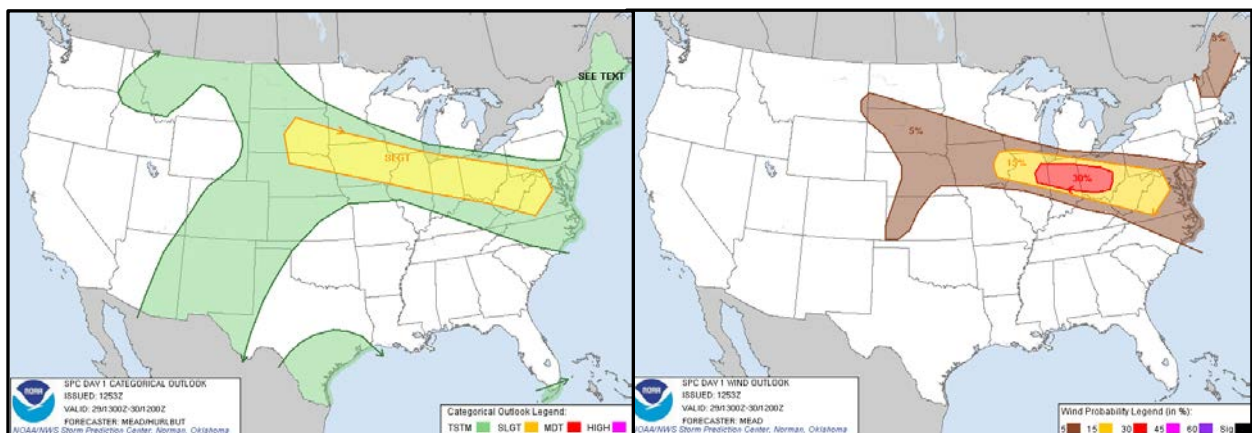 SEE TEXT
SLGT
SPC DAY 1 CATEGORICAL OUTLOOK
ISSUED: 1253Z
VALID: 29/1300Z-30/1200Z
FORECASTER: MEAD/HURLBUT
NOAA/NWS Storm Prediction Center, Norman, Oklahoma
NOAA
Categorical Outlook Legend:
TSTM SLGT MDT HIGH
5%
5%
15%
30%
SPC DAY 1 WIND OUTLOOK
ISSUED: 1253Z
VALID: 29/1300Z-30/1200Z
FORECASTER: MEAD
NOAA/NWS Storm Prediction Center, Norman, Oklahoma
NOAA
Wind Probability Legend (in %):
5 15 30 45 60 Sig